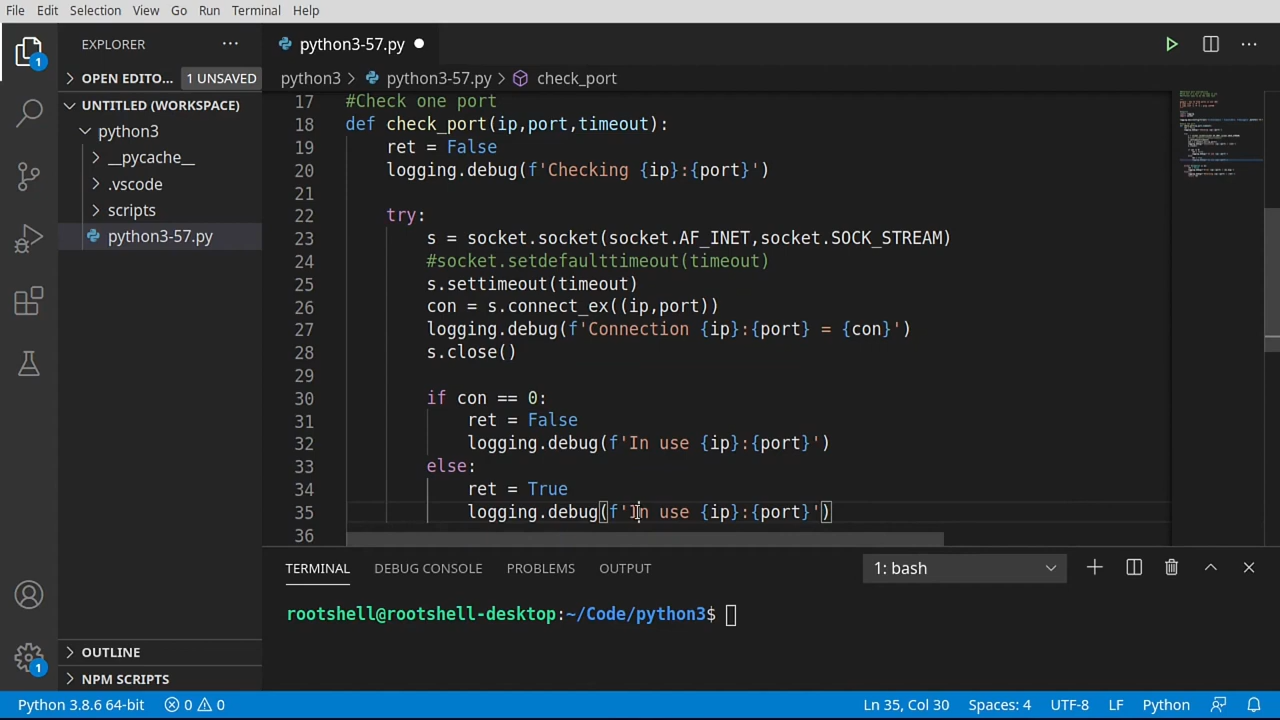 File Edit Selection View Go Run Terminal Help
EXPLORER
python3-57.py
OPEN EDITO... 1 UNSAVED
python3 python3-57.py check_port
UNTITLED (WORKSPACE)
python3
__pycache__
.vscode
scripts
python3-57.py
17 #Check one port
18 def check_port(ip,port,timeout):
19 ret = False
20 logging.debug(f'Checking {ip}:{port}')
21
22 try:
23 s = socket.socket(socket.AF_INET,socket.SOCK_STREAM)
24 #socket.setdefaulttimeout(timeout)
25 s.settimeout(timeout)
26 con = s.connect_ex((ip,port))
27 logging.debug(f'Connection {ip}:{port} = {con}')
28 s.close()
29
30 if con == 0:
31 ret = False
32 logging.debug(f'In use {ip}:{port}')
33 else:
34 ret = True
35 logging.debug(f'In use {ip}:{port}')
36
TERMINAL DEBUG CONSOLE PROBLEMS OUTPUT 1: bash
rootshell@rootshell-desktop:~/Code/python3$
OUTLINE
NPM SCRIPTS
1
1
Python 3.8.6 64-bit 0 0 Ln 35, Col 30 Spaces: 4 UTF-8 LF Python